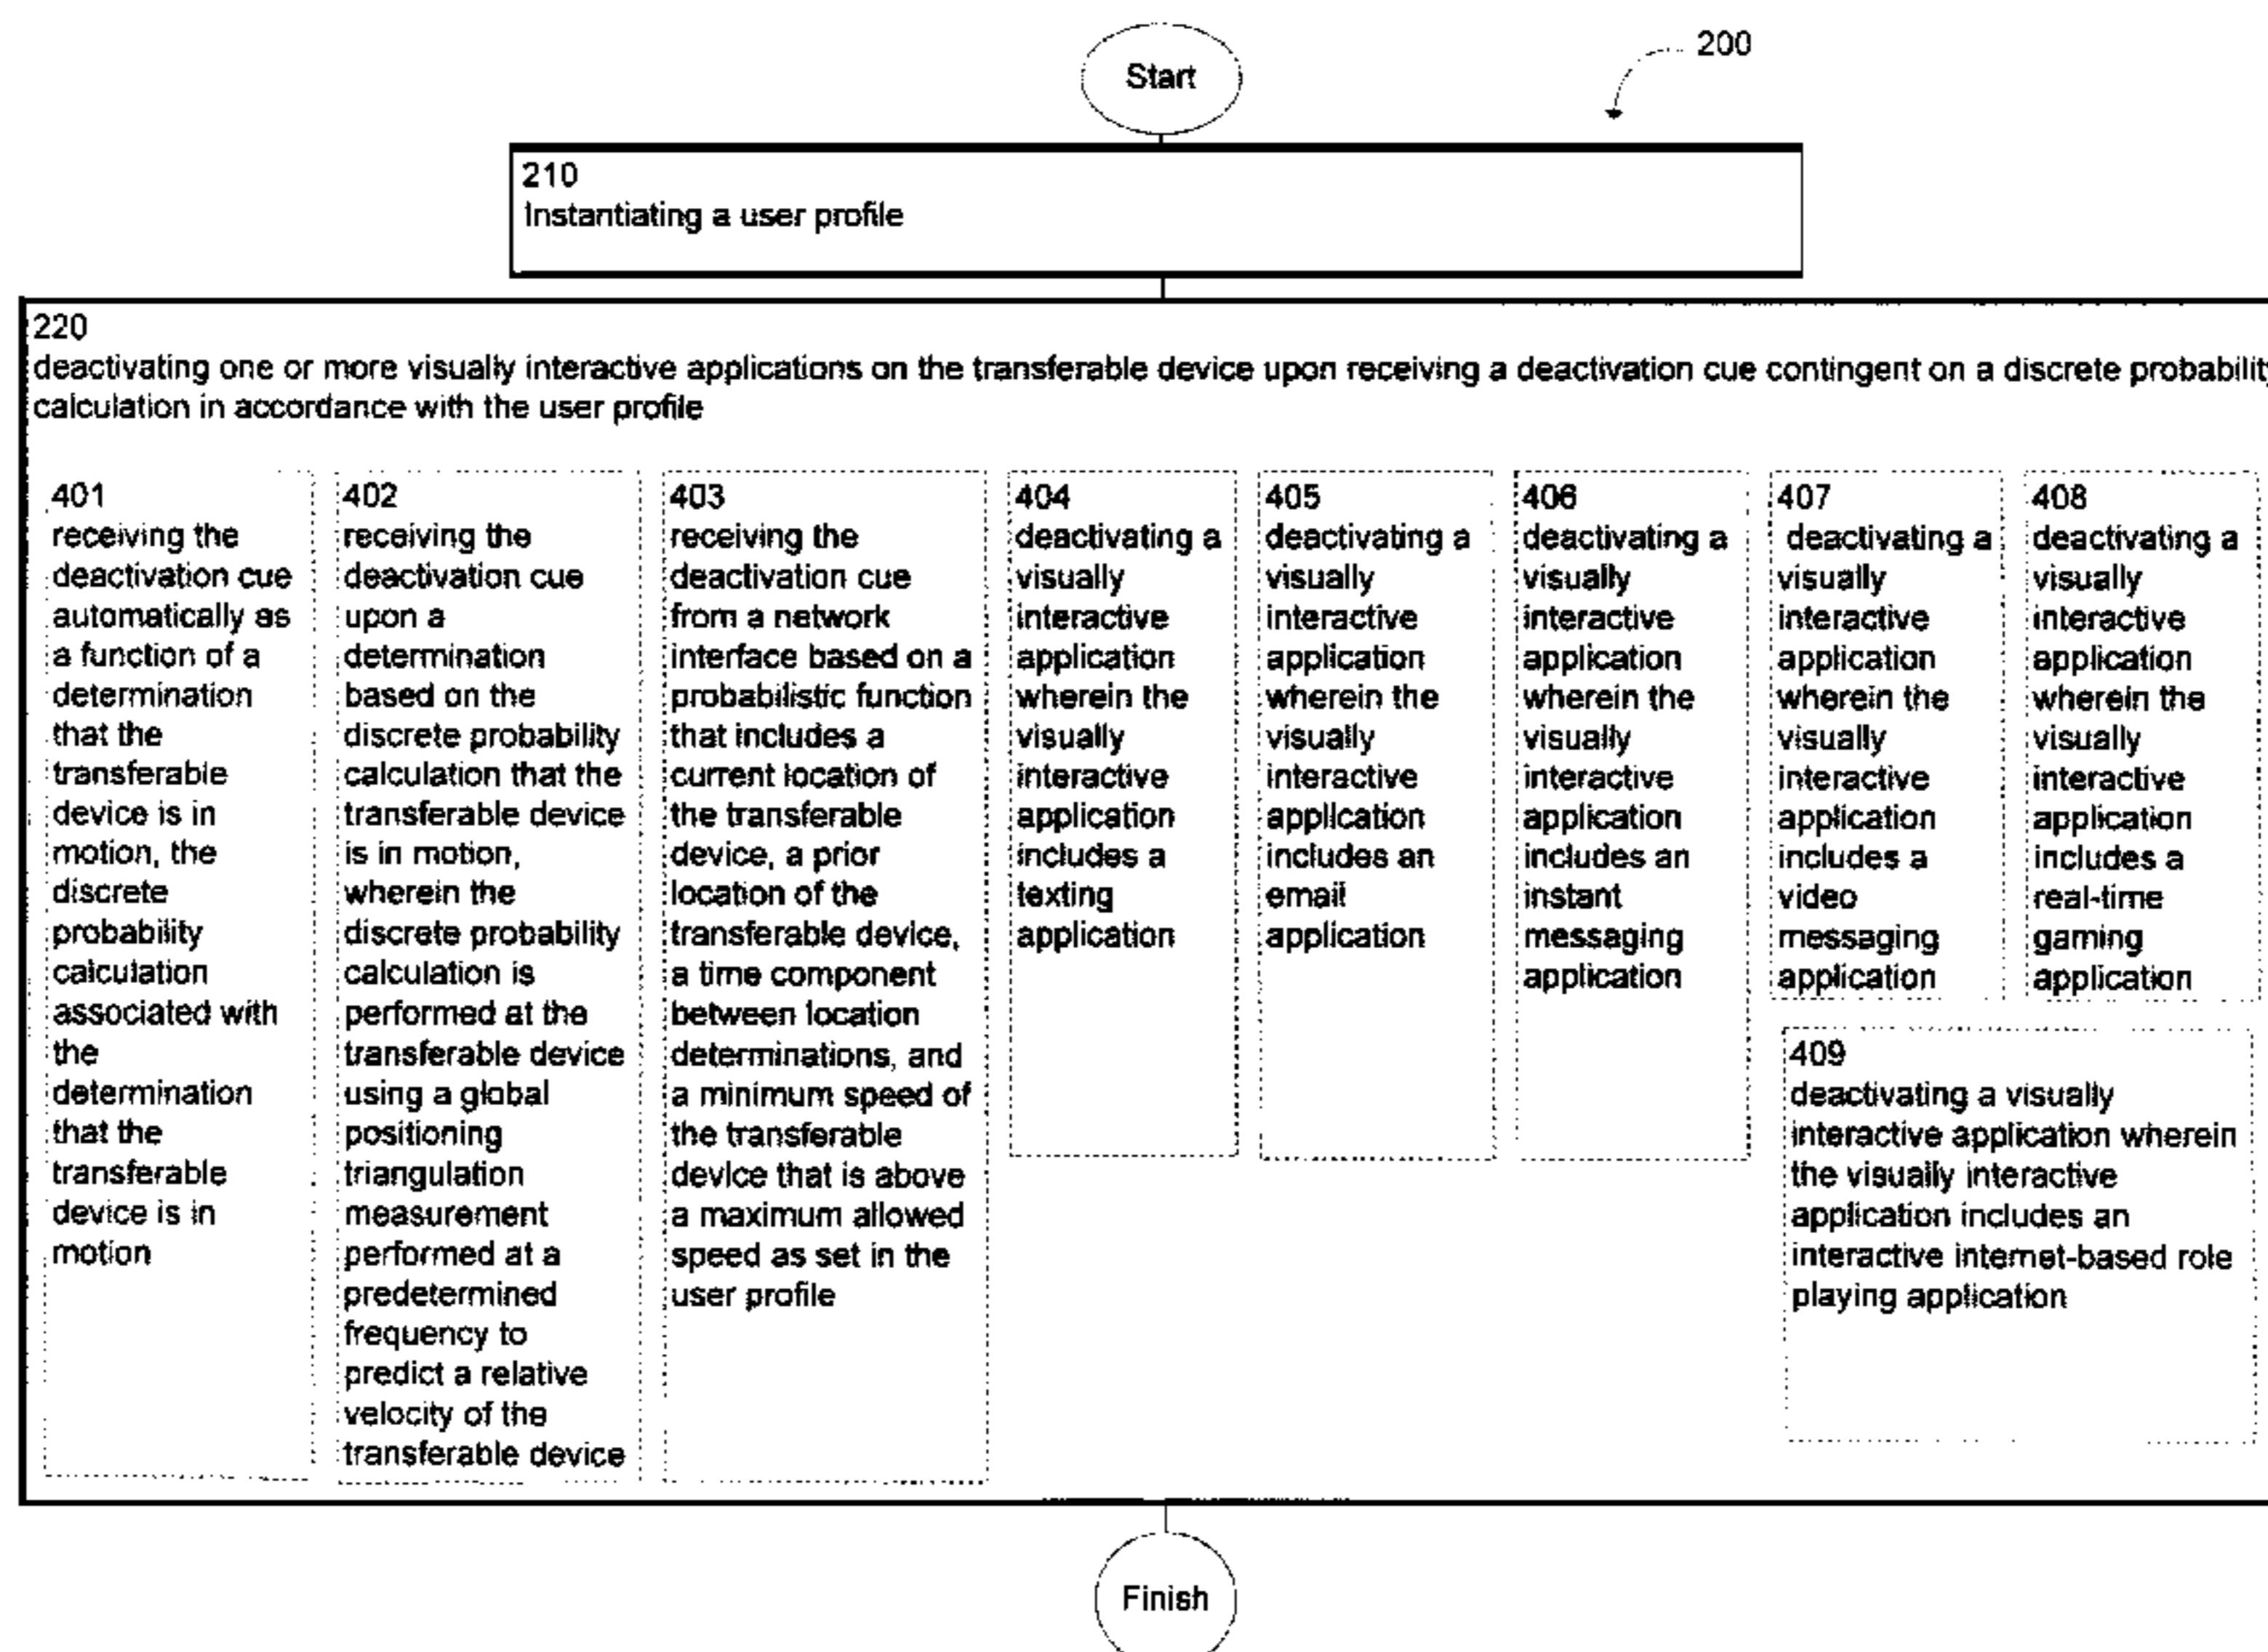 Start
200
210
Instantiating a user profile
220
deactivating one or more visually interactive applications on the transferable device upon receiving a deactivation cue contingent on a discrete probability
calculation in accordance with the user profile
401
receiving the
deactivation cue
automatically as
a function of a
determination
that the
transferable
device is in
motion, the
discrete
probability
calculation
associated with
the
determination
that the
transferable
device is in
motion
402
receiving the
deactivation cue
upon a
determination
based on the
discrete probability
calculation that the
transferable device
is in motion,
wherein the
discrete probability
calculation is
performed at the
transferable device
using a global
positioning
triangulation
measurement
performed at a
predetermined
frequency to
predict a relative
velocity of the
transferable device
403
receiving the
deactivation cue
from a network
interface based on a
probabilistic function
that includes a
current location of
the transferable
device, a prior
location of the
transferable device,
a time component
between location
determinations, and
a minimum speed of
the transferable
device that is above
a maximum allowed
speed as set in the
user profile
404
deactivating a
visually
interactive
application
wherein the
visually
interactive
application
includes a
texting
application
405
deactivating a
visually
interactive
application
wherein the
visually
interactive
application
includes an
email
application
406
deactivating a
visually
interactive
application
wherein the
visually
interactive
application
includes an
instant
messaging
application
407
deactivating a
visually
interactive
application
wherein the
visually
interactive
application
includes a
video
messaging
application
408
deactivating a
visually
interactive
application
wherein the
visually
interactive
application
includes a
real-time
gaming
application
409
deactivating a visually
interactive application wherein
the visually interactive
application includes an
interactive internet-based role
playing application
Finish